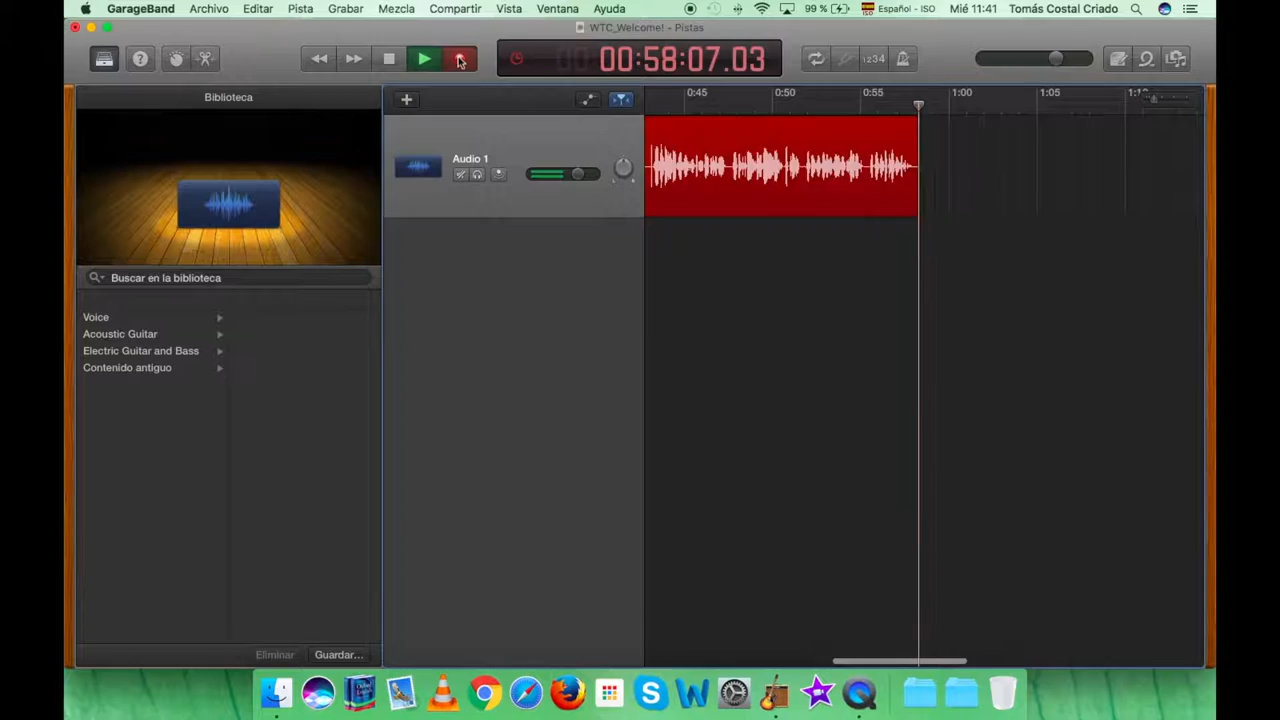 GarageBand Archivo Editar Pista Grabar Mezcla Compartir Vista Ventana Ayuda 99 % ISO Español - ISO Mié 11:41 Tomás Costal Criado
WTC_Welcome! - Pistas
00:58:07.03
1234
Biblioteca
0:45 0:50 0:55 1:00 1:05
Audio 1
Buscar en la biblioteca
Voice
Acoustic Guitar
Electric Guitar and Bass
Contenido antiguo
Eliminar Guardar...